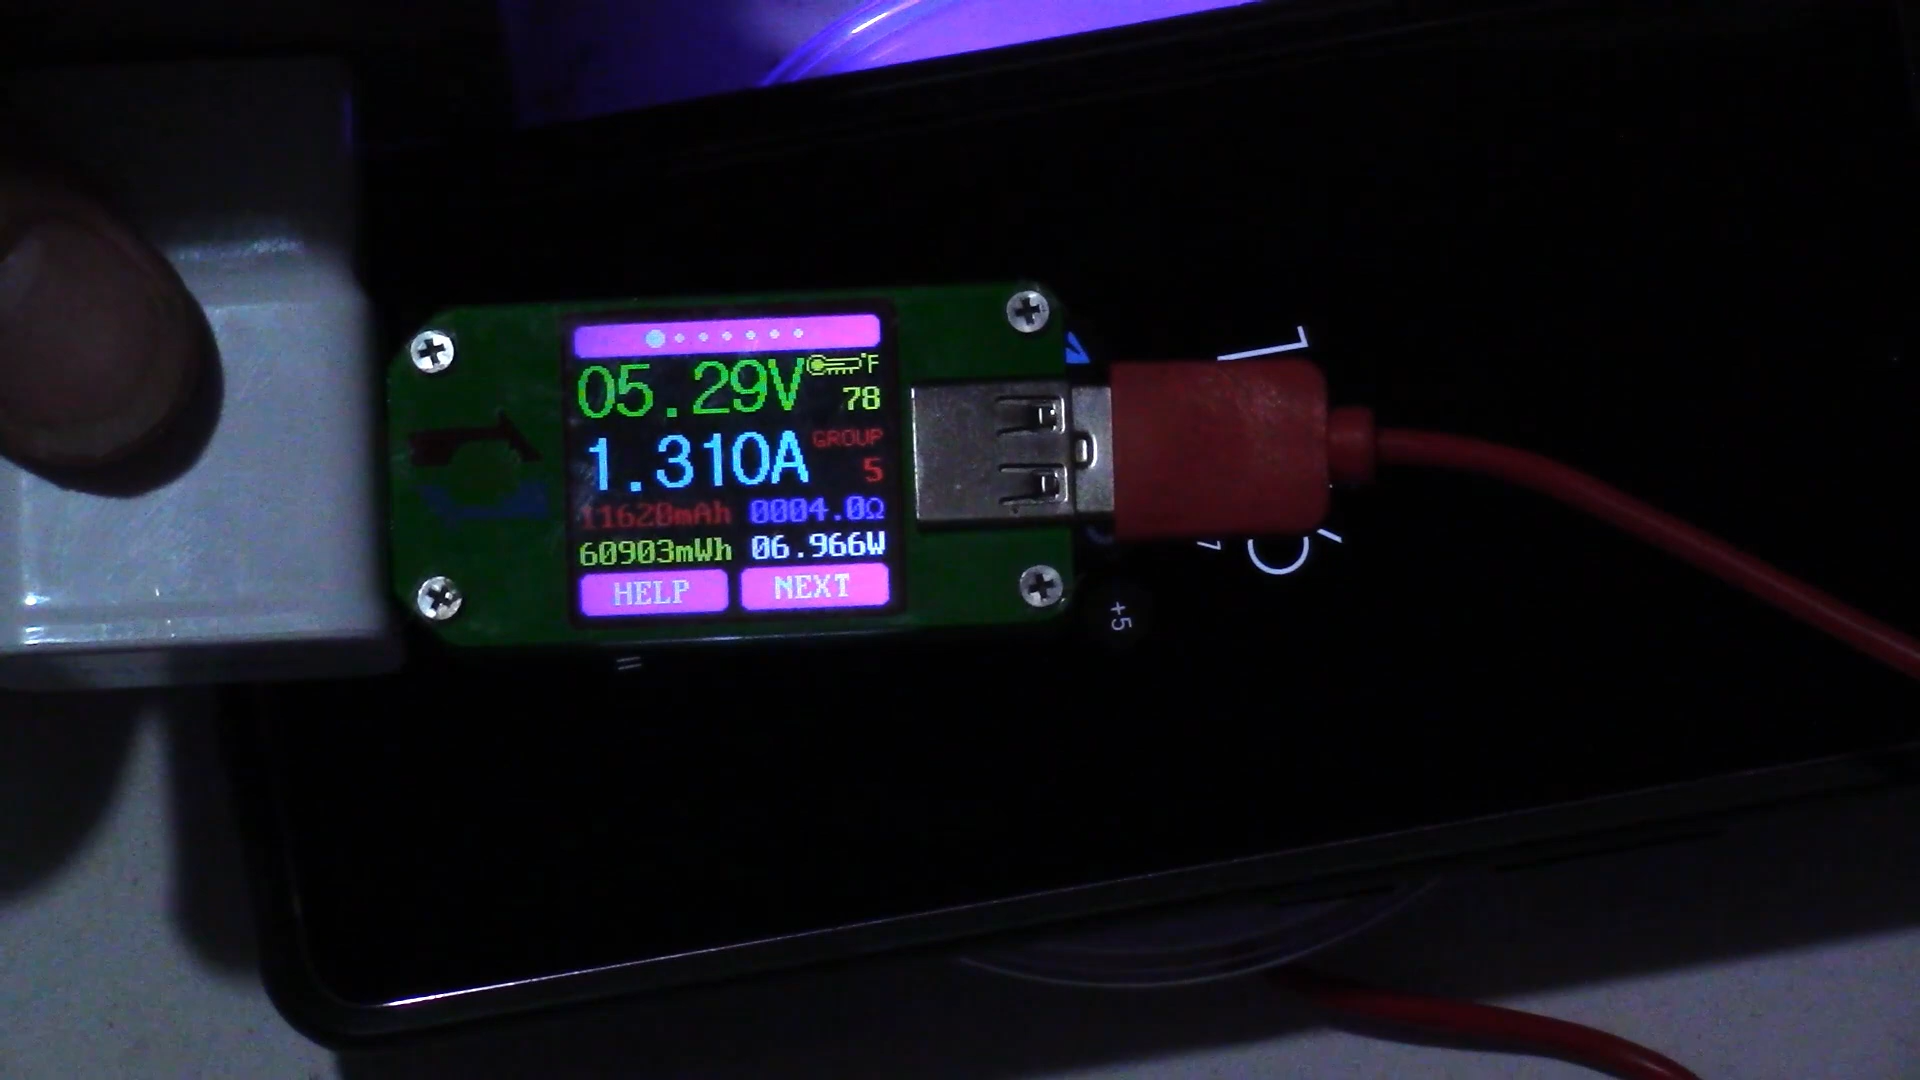 05.29V °F
78
1.310A GROUP
5
11620mAh 0004.0Ω
60903mWh 06.966W
HELP NEXT
+5